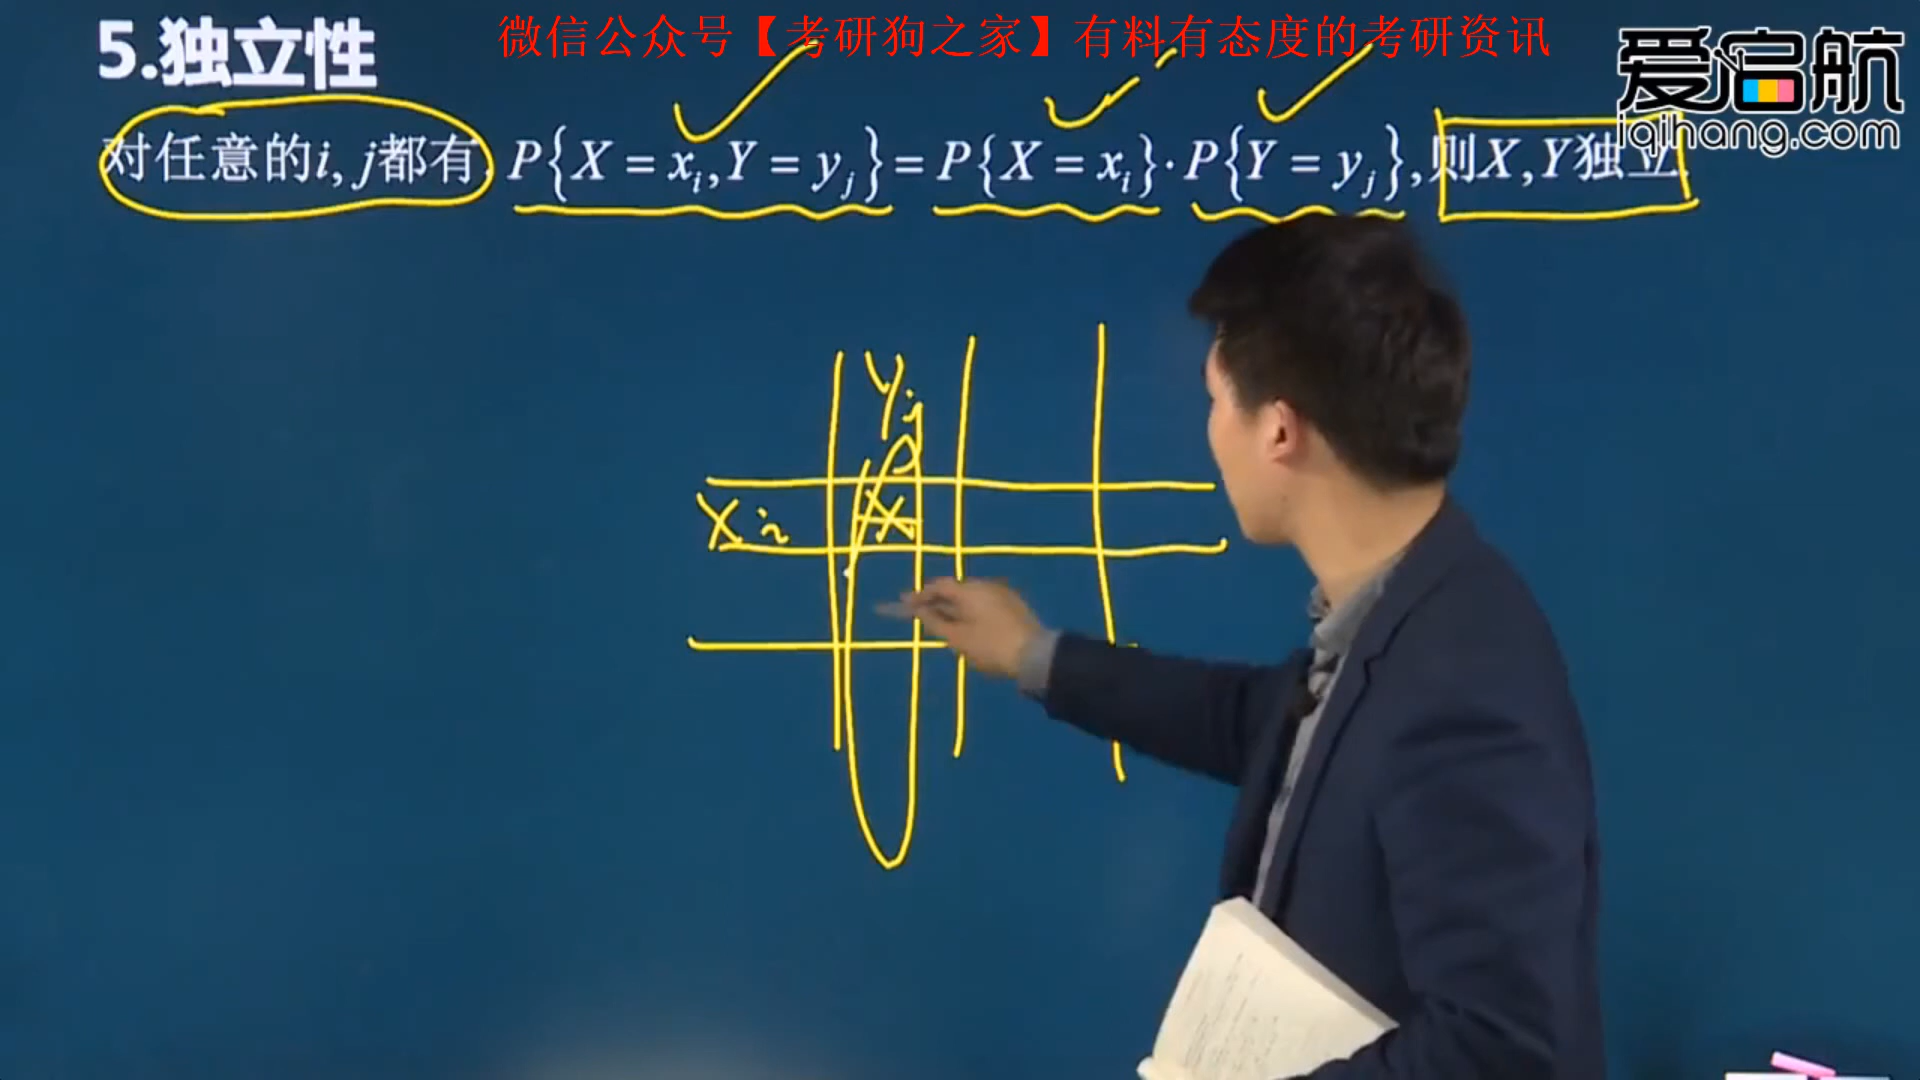 微信公众号【考研狗之家】有料有态度的考研资讯
爱启航
iqihang.com
5.独立性
对任意的i, j都有, P{X = xᵢ, Y = yⱼ} = P{X = xᵢ}·P{Y = yⱼ}, 则X, Y独立.
Yj
Xi